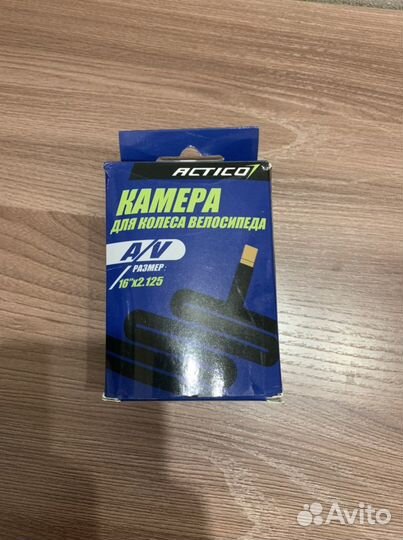 ACTICO
КАМЕРА
ДЛЯ КОЛЕСА ВЕЛОСИПЕДА
A/V
РАЗМЕР:
16"x2.125
Avito